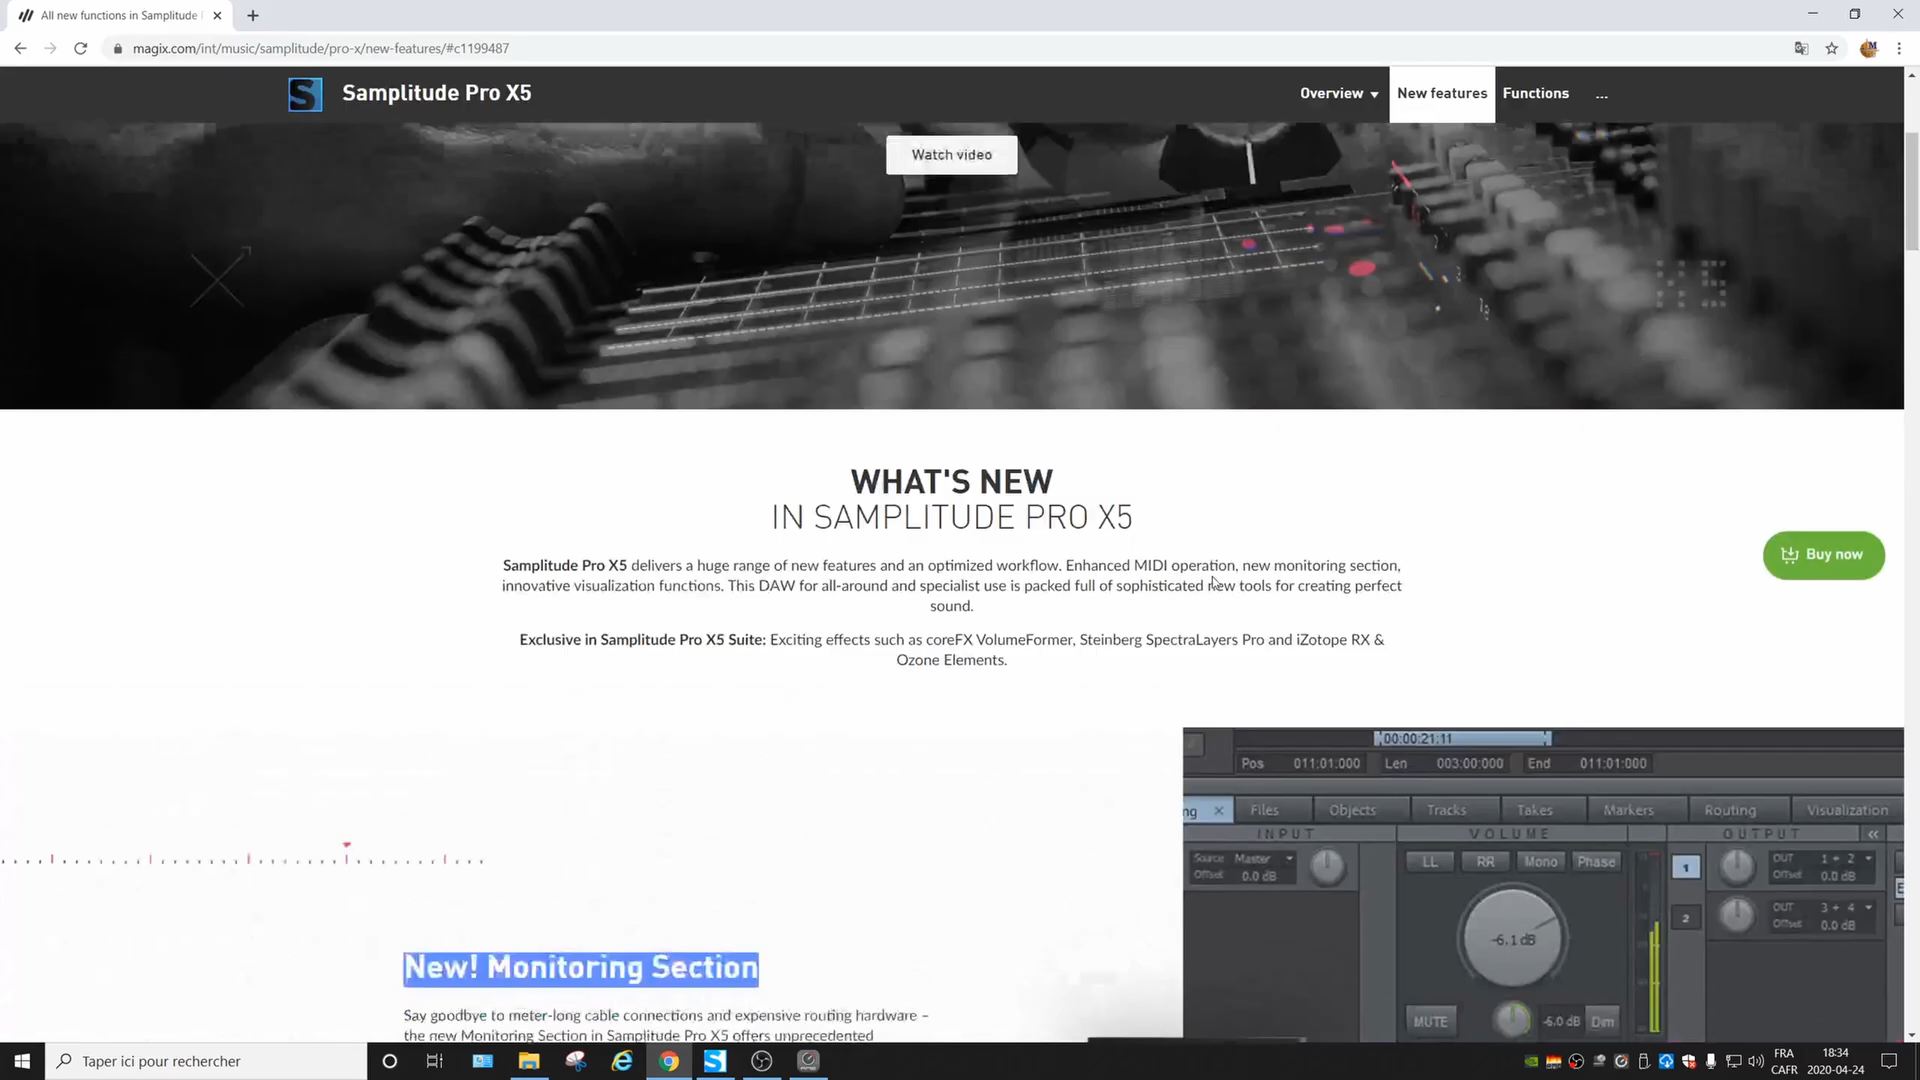 All new functions in Samplitude
magix.com/int/music/samplitude/pro-x/new-features/#c1199487
Samplitude Pro X5
Overview
New features
Functions
...
Watch video
WHAT'S NEW
IN SAMPLITUDE PRO X5
Samplitude Pro X5 delivers a huge range of new features and an optimized workflow. Enhanced MIDI operation, new monitoring section,
innovative visualization functions. This DAW for all-around and specialist use is packed full of sophisticated new tools for creating perfect
sound.
Exclusive in Samplitude Pro X5 Suite: Exciting effects such as coreFX VolumeFormer, Steinberg SpectraLayers Pro and iZotope RX &
Ozone Elements.
Buy now
00:00:21:11
Pos 011:01:000 Len 003:00:000 End 011:01:000
ng Files Objects Tracks Takes Markers Routing Visualization
INPUT VOLUME OUTPUT
Source Master
Offset 0.0 dB
LL RR Mono Phase
1
OUT 1 + 2
Offset 0.0 dB
2
OUT 3 + 4
Offset 0.0 dB
-6.1 dB
MUTE
-6.0 dB Dim
New! Monitoring Section
Say goodbye to meter-long cable connections and expensive routing hardware –
the new Monitoring Section in Samplitude Pro X5 offers unprecedented
Taper ici pour rechercher
FRA
CAFR
18:34
2020-04-24